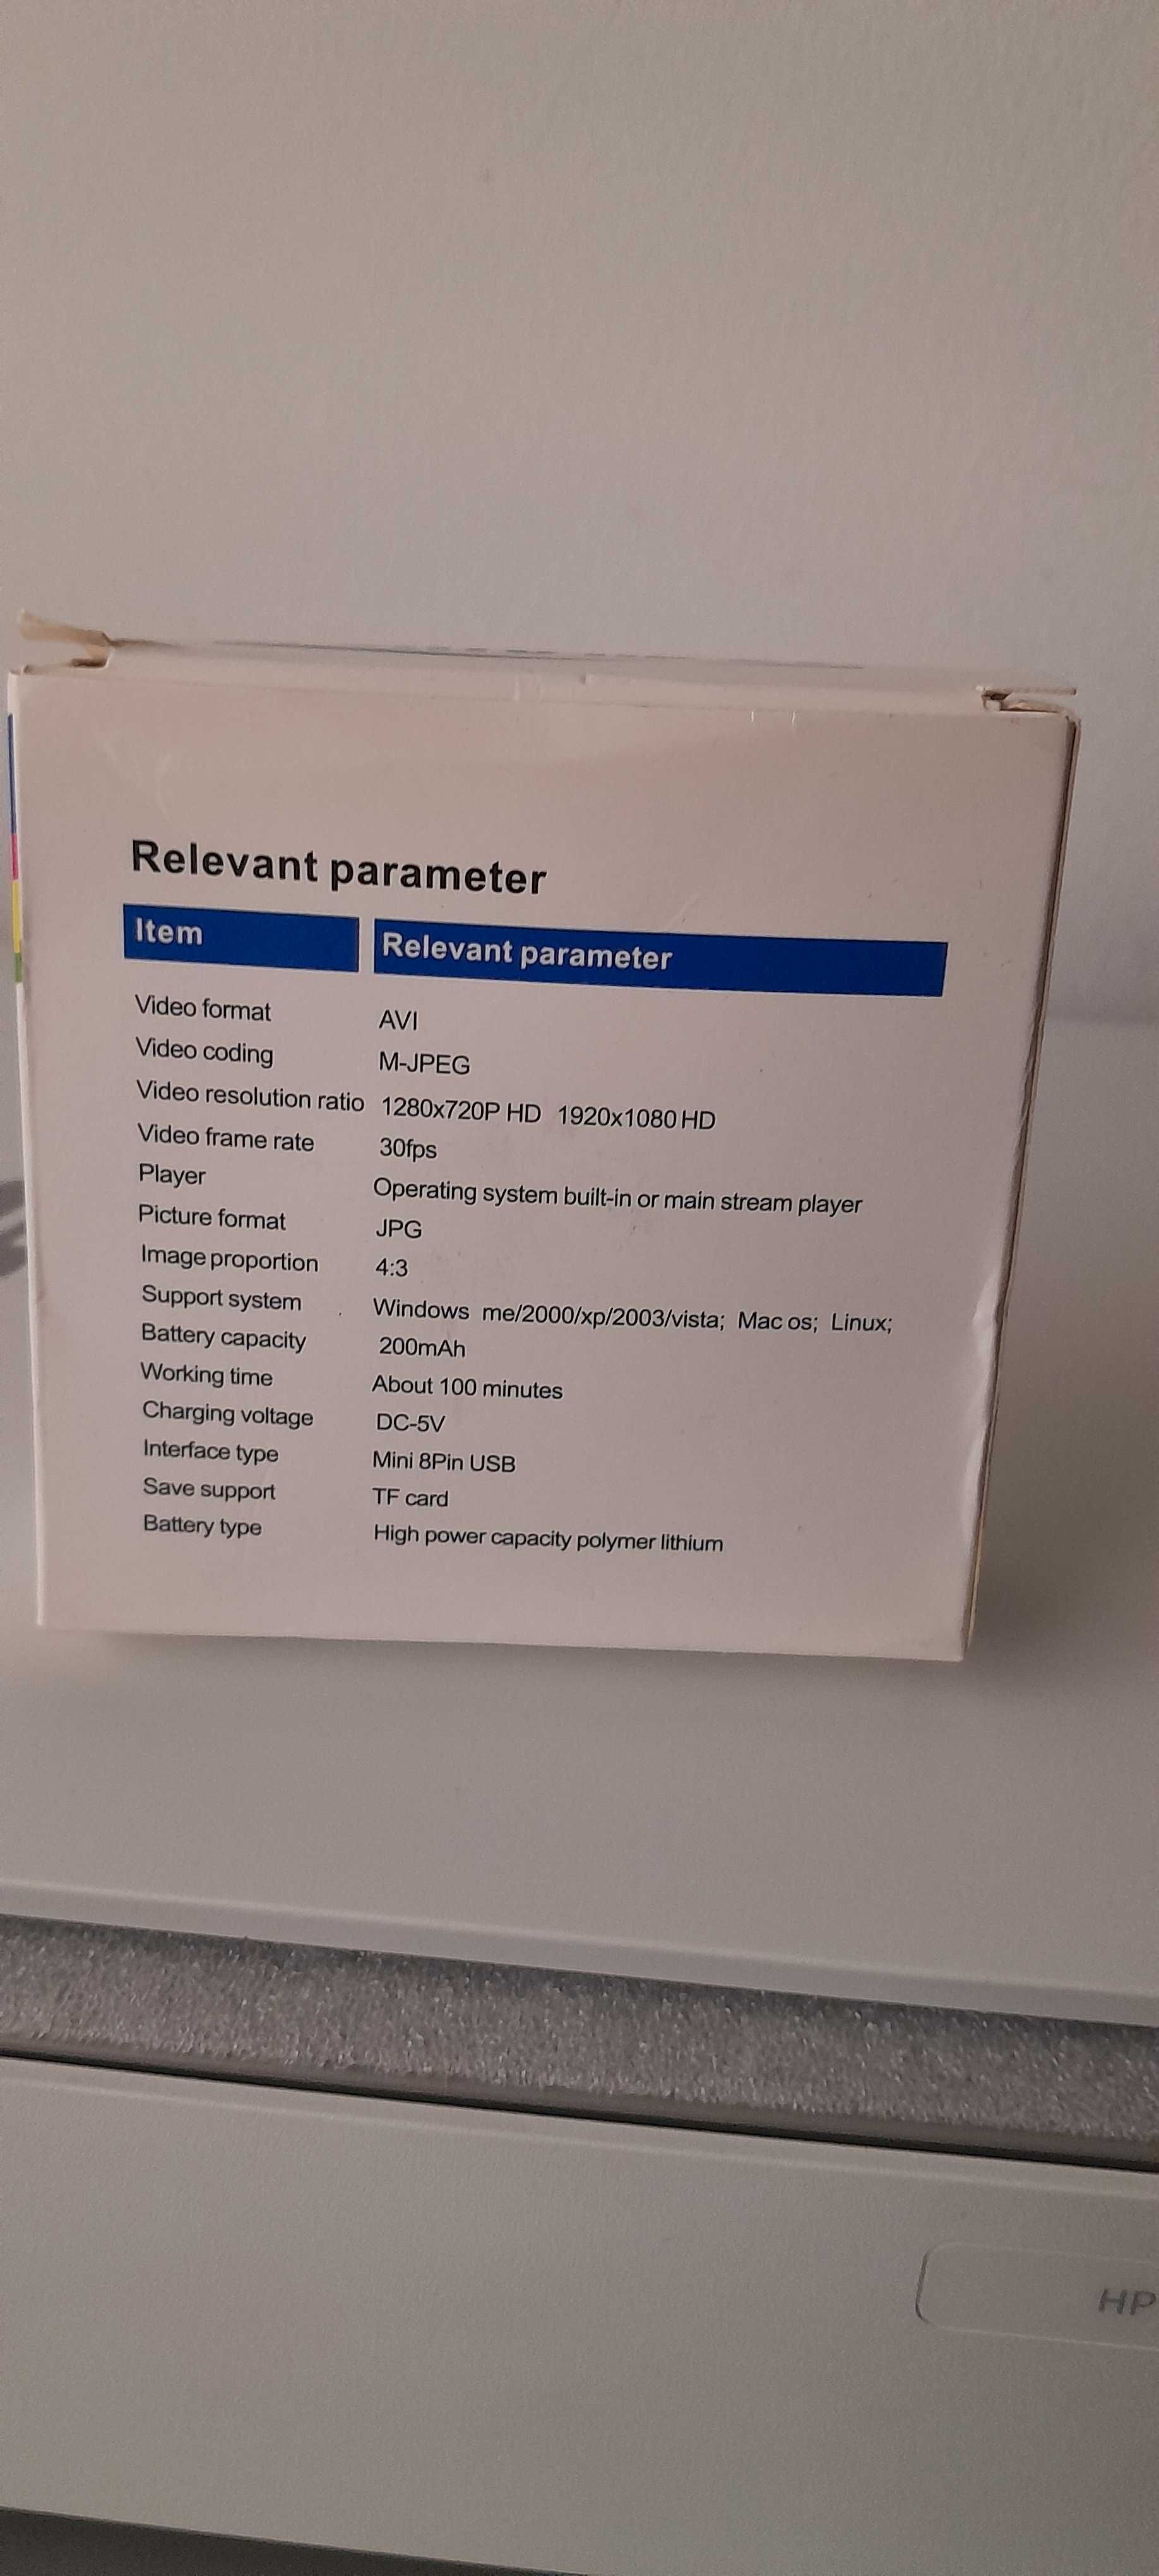 Relevant parameter
Item Relevant parameter
Video format AVI
Video coding M-JPEG
Video resolution ratio 1280x720P HD 1920x1080 HD
Video frame rate 30fps
Player Operating system built-in or main stream player
Picture format JPG
Image proportion 4:3
Support system Windows me/2000/xp/2003/vista; Mac os; Linux;
Battery capacity 200mAh
Working time About 100 minutes
Charging voltage DC-5V
Interface type Mini 8Pin USB
Save support TF card
Battery type High power capacity polymer lithium
HP